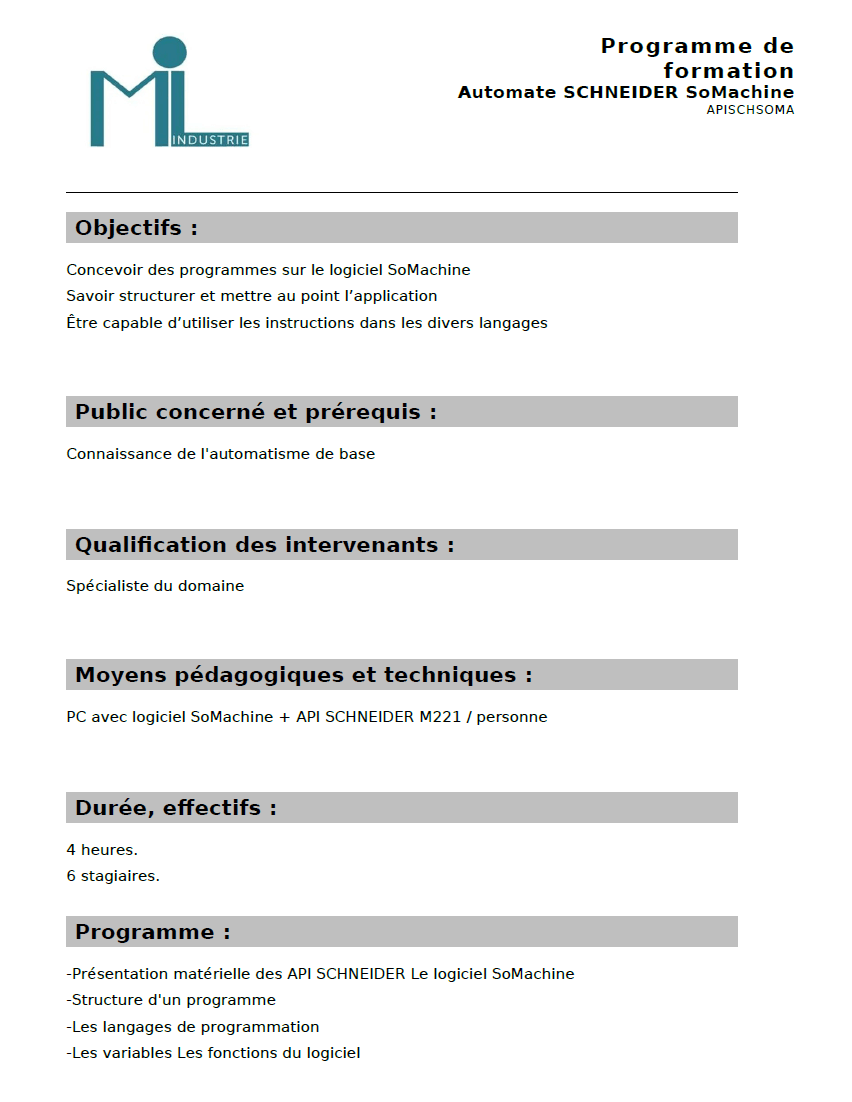 MiL
INDUSTRIE
Programme de
formation
Automate SCHNEIDER SoMachine
APISCHSOMA
Objectifs :
Concevoir des programmes sur le logiciel SoMachine
Savoir structurer et mettre au point l’application
Être capable d’utiliser les instructions dans les divers langages
Public concerné et prérequis :
Connaissance de l'automatisme de base
Qualification des intervenants :
Spécialiste du domaine
Moyens pédagogiques et techniques :
PC avec logiciel SoMachine + API SCHNEIDER M221 / personne
Durée, effectifs :
4 heures.
6 stagiaires.
Programme :
-Présentation matérielle des API SCHNEIDER Le logiciel SoMachine
-Structure d'un programme
-Les langages de programmation
-Les variables Les fonctions du logiciel